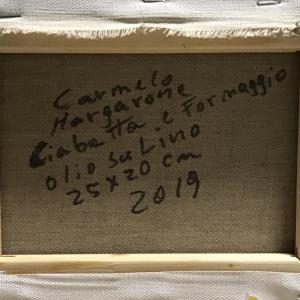 Carmelo
Margarone
Ciabatta e Formaggio
olio su Lino
25x20 cm
2019